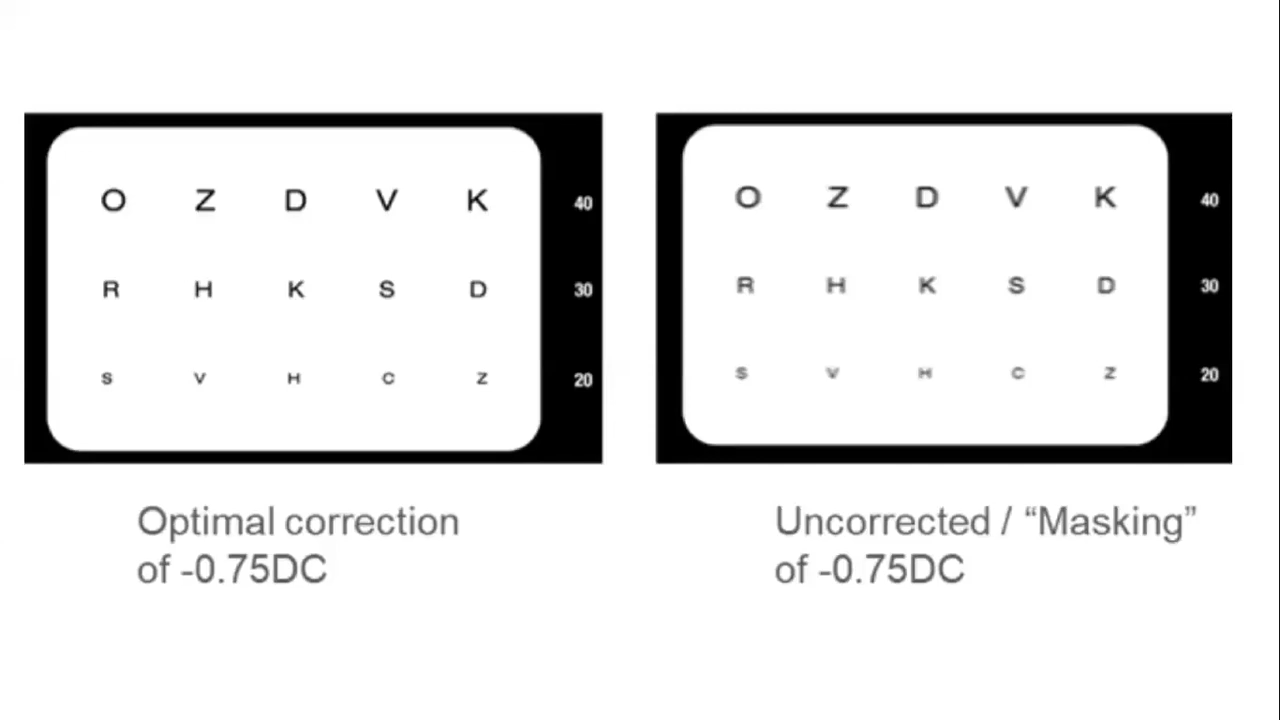 O Z D V K 40
R H K S D 30
S V H C Z 20
Optimal correction
of -0.75DC
O Z D V K 40
R H K S D 30
S V H C Z 20
Uncorrected / “Masking”
of -0.75DC